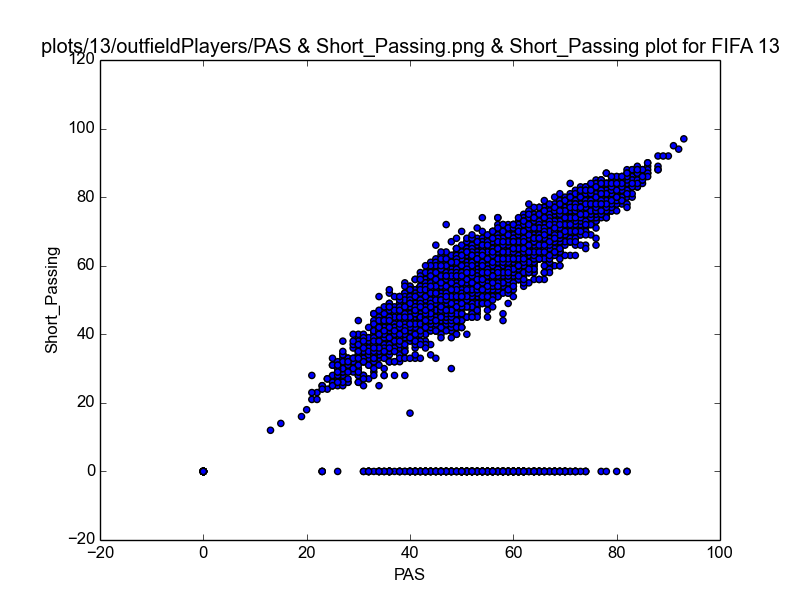 plots/13/outfieldPlayers/PAS & Short_Passing.png & Short_Passing plot for FIFA 13
120
100
80
60
40
20
0
−20
Short_Passing
−20 0 20 40 60 80 100
PAS